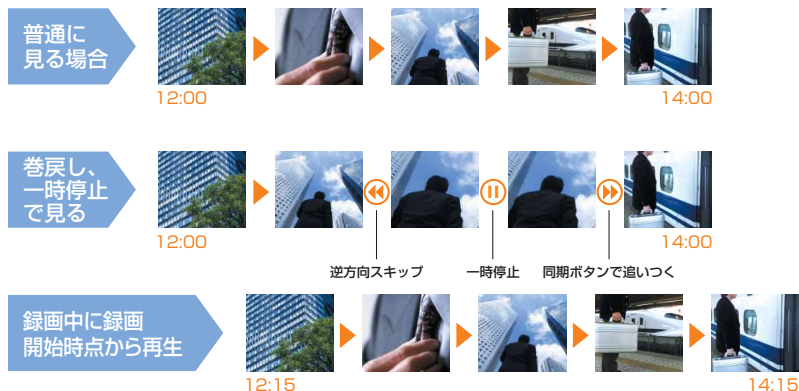 普通に
見る場合
12:00
14:00
巻戻し、
一時停止
で見る
12:00
14:00
逆方向スキップ
一時停止
同期ボタンで追いつく
録画中に録画
開始時点から再生
12:15
14:15